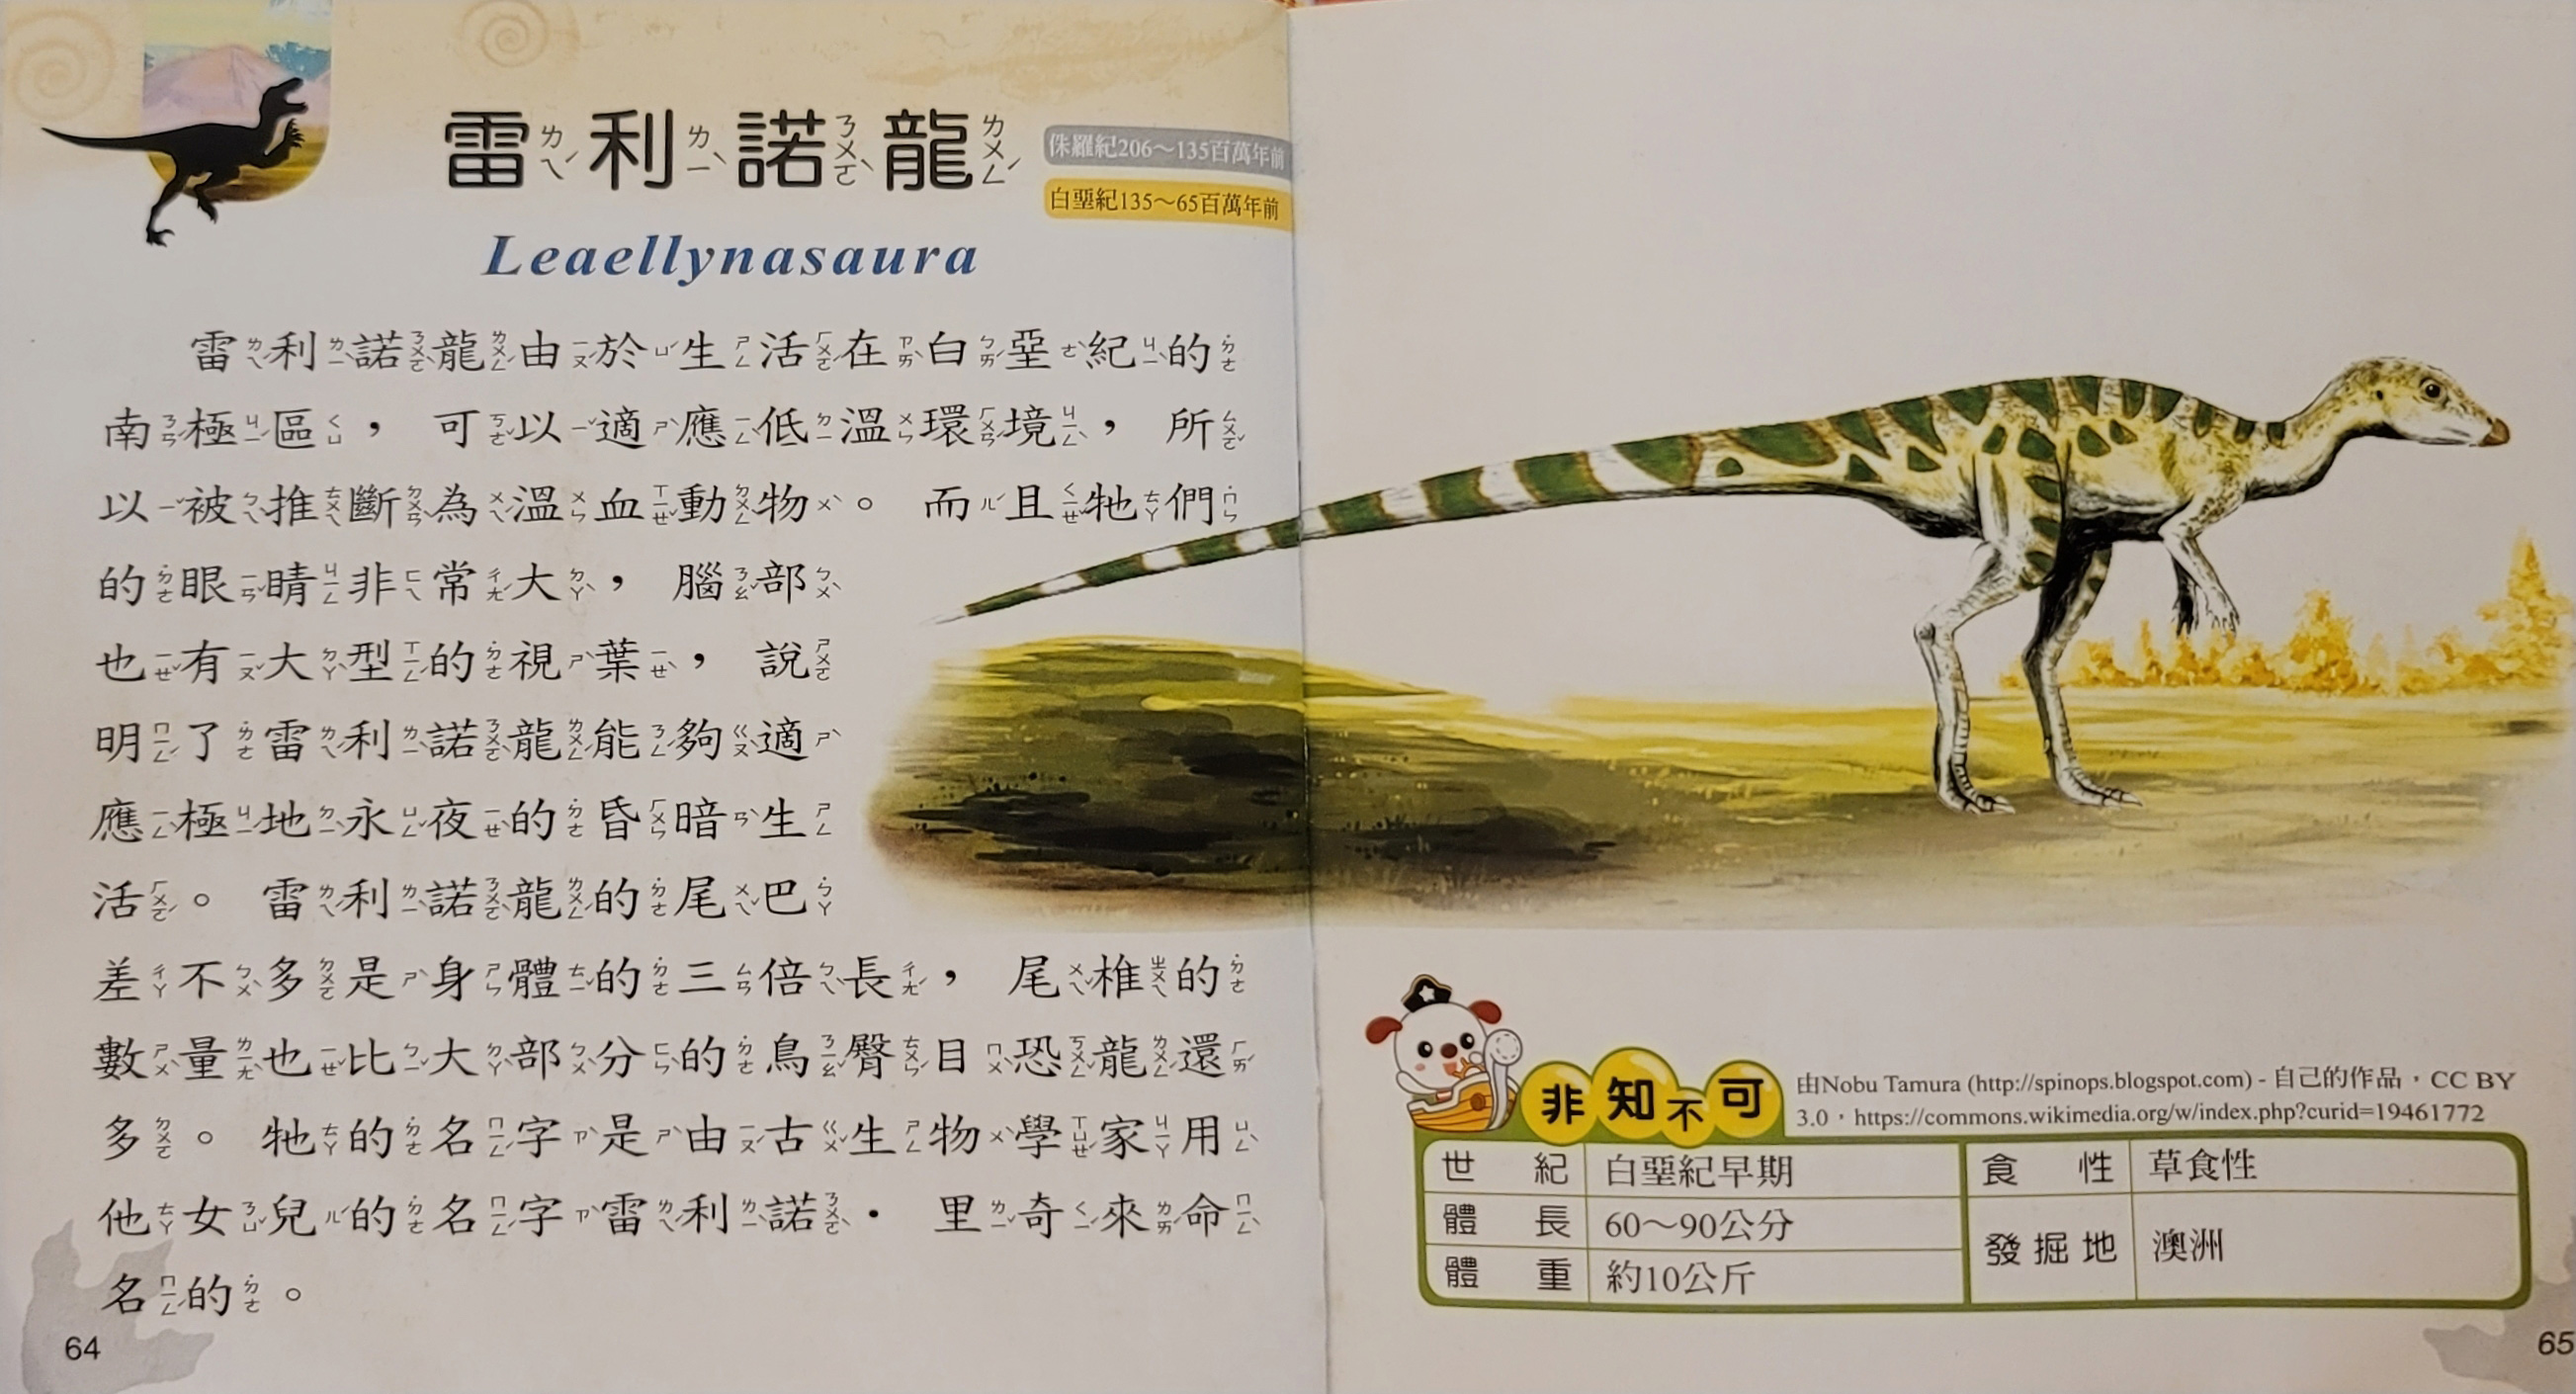 雷利諾龍
侏羅紀206～135百萬年前
白堊紀135～65百萬年前
Leaellynasaura
雷利諾龍由於生活在白堊紀的
南極區，可以適應低溫環境，所
以被推斷為溫血動物。而且牠們
的眼睛非常大，腦部
也有大型的視葉，說
明了雷利諾龍能夠適
應極地永夜的昏暗生
活。雷利諾龍的尾巴
差不多是身體的三倍長，尾椎的
數量也比大部分的鳥臀目恐龍還
多。牠的名字是由古生物學家用
他女兒的名字雷利諾·里奇來命
名的。
64
非知不可
由Nobu Tamura (http://spinops.blogspot.com) - 自己的作品，CC BY
3.0，https://commons.wikimedia.org/w/index.php?curid=19461772
世紀 白堊紀早期
體長 60～90公分
體重 約10公斤
食性 草食性
發掘地 澳洲
65